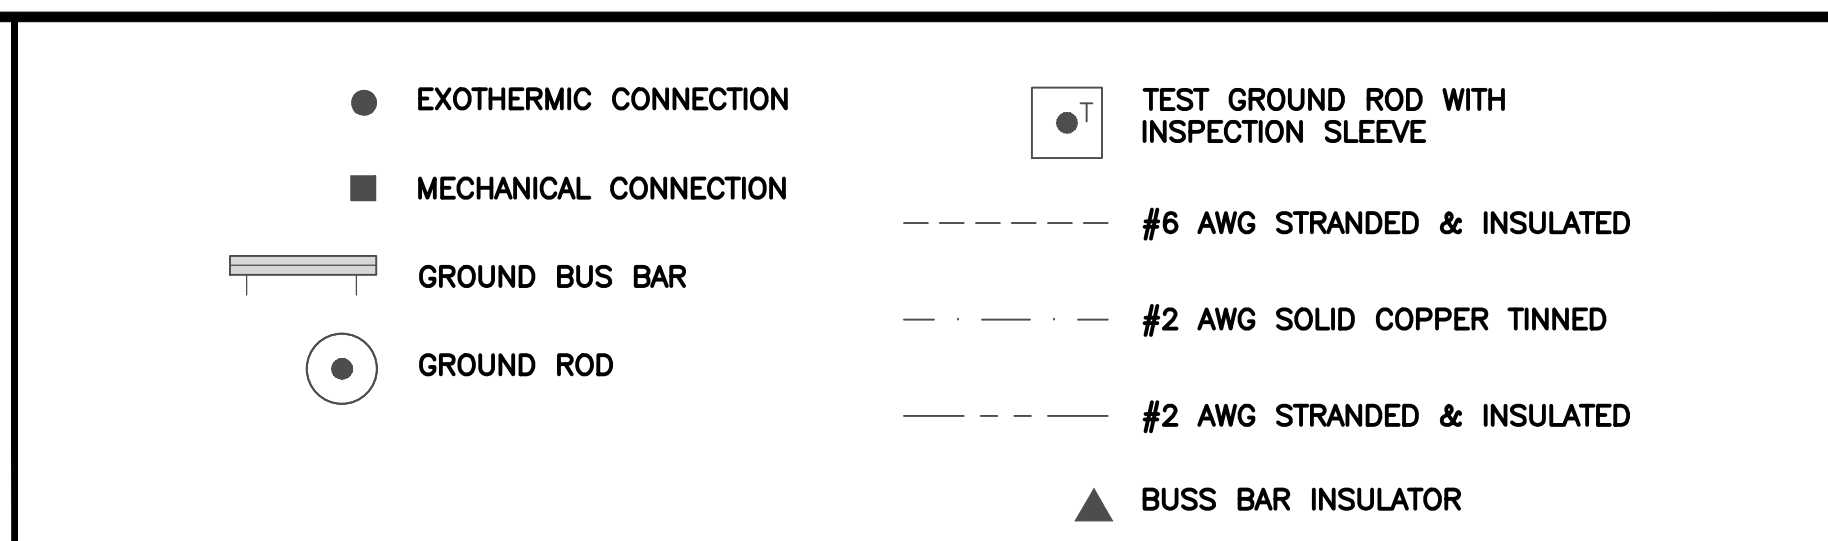 EXOTHERMIC CONNECTION
MECHANICAL CONNECTION
GROUND BUS BAR
GROUND ROD
T
TEST GROUND ROD WITH
INSPECTION SLEEVE
#6 AWG STRANDED & INSULATED
#2 AWG SOLID COPPER TINNED
#2 AWG STRANDED & INSULATED
BUSS BAR INSULATOR